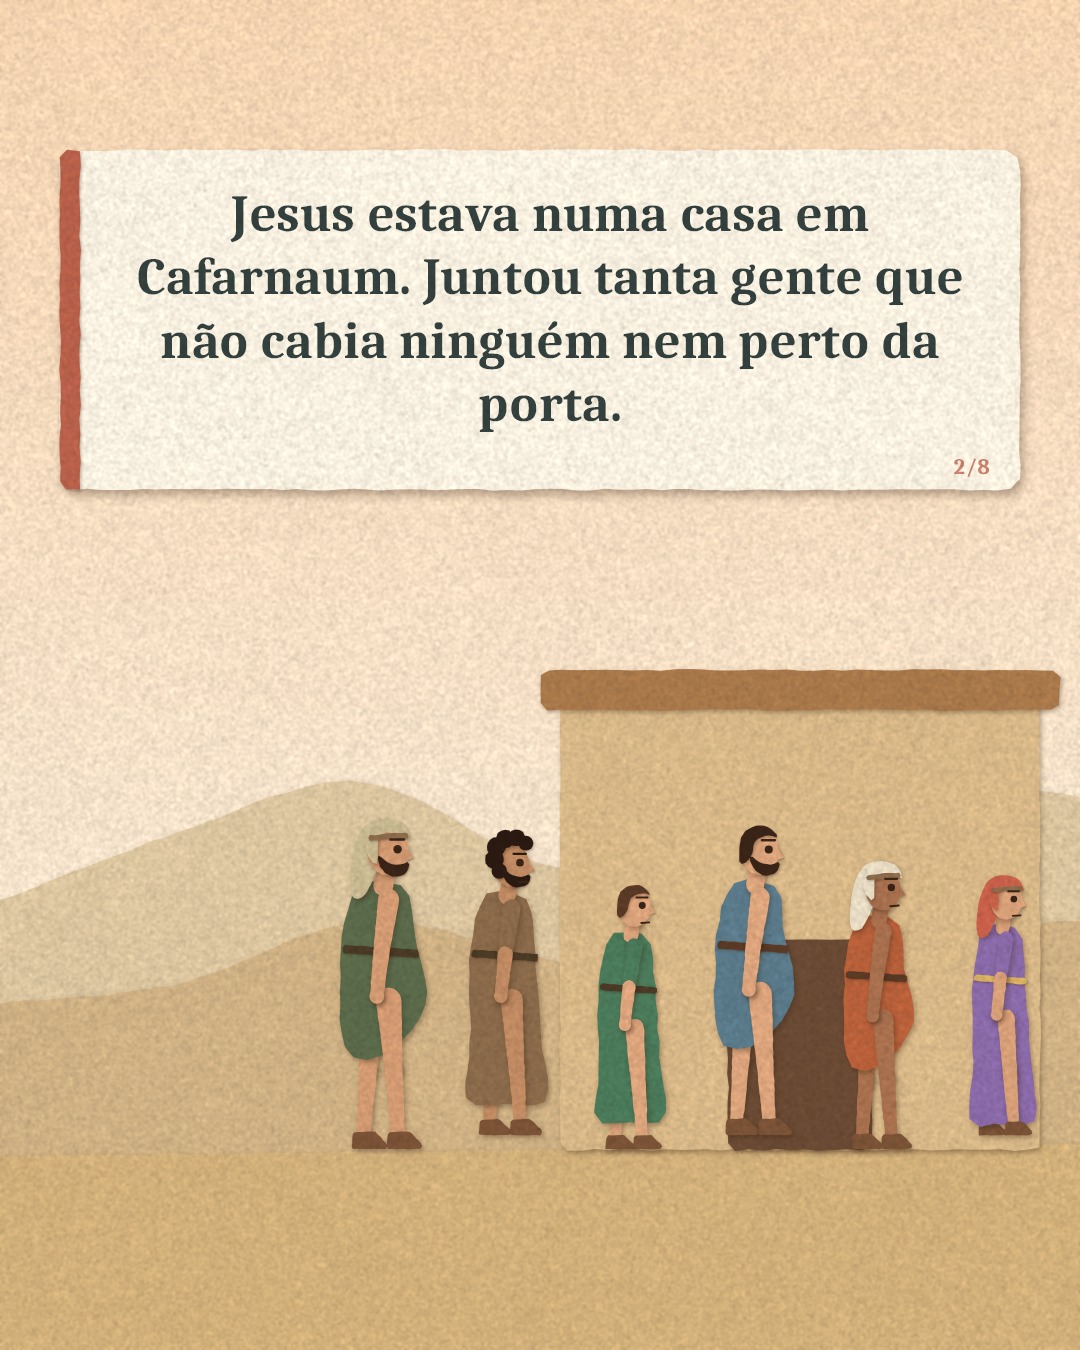 Jesus estava numa casa em
Cafarnaum. Juntou tanta gente que
não cabia ninguém nem perto da
porta.
2/8